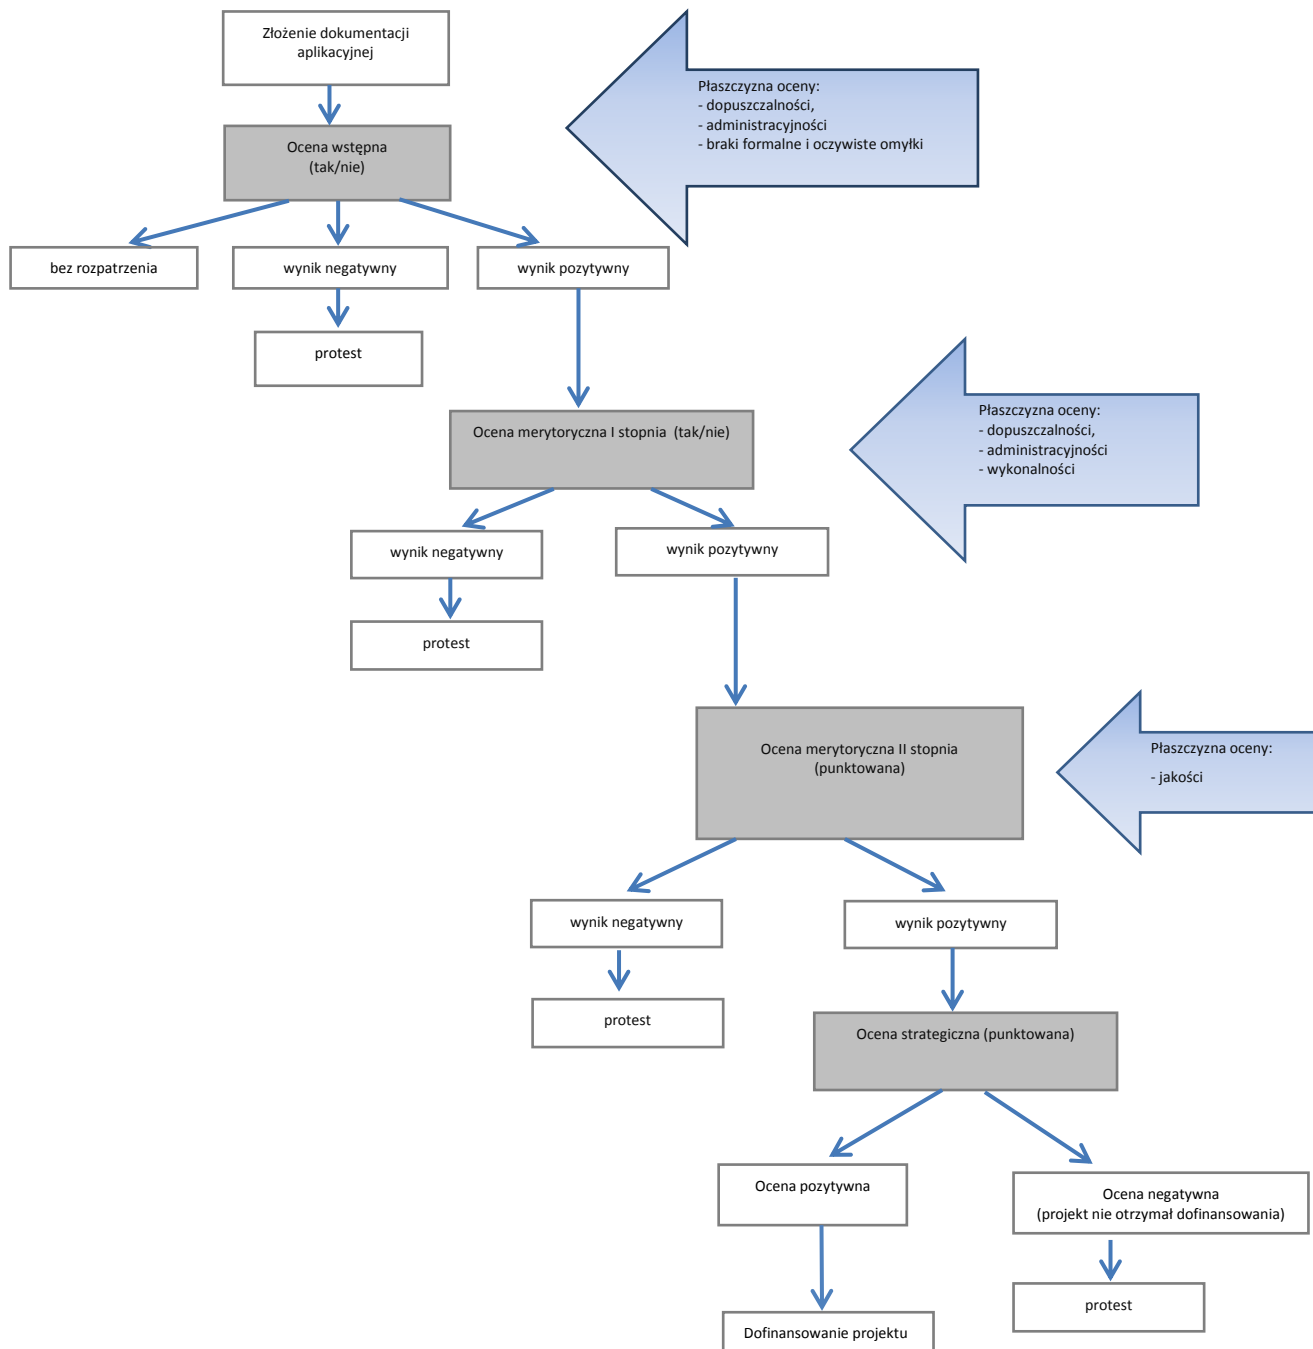 Złożenie dokumentacji
aplikacyjnej
Płaszczyzna oceny:
- dopuszczalności,
- administracyjności
- braki formalne i oczywiste omyłki
Ocena wstępna
(tak/nie)
bez rozpatrzenia
wynik negatywny
wynik pozytywny
protest
Płaszczyzna oceny:
- dopuszczalności,
- administracyjności
- wykonalności
Ocena merytoryczna I stopnia (tak/nie)
wynik negatywny
wynik pozytywny
protest
Ocena merytoryczna II stopnia
(punktowana)
Płaszczyzna oceny:
- jakości
wynik negatywny
wynik pozytywny
protest
Ocena strategiczna (punktowana)
Ocena pozytywna
Ocena negatywna
(projekt nie otrzymał dofinansowania)
protest
Dofinansowanie projektu